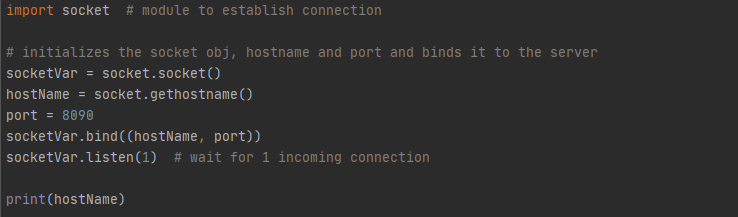 import socket  # module to establish connection
# initializes the socket obj, hostname and port and binds it to the server
socketVar = socket.socket()
hostName = socket.gethostname()
port = 8090
socketVar.bind((hostName, port))
socketVar.listen(1)  # wait for 1 incoming connection
print(hostName)